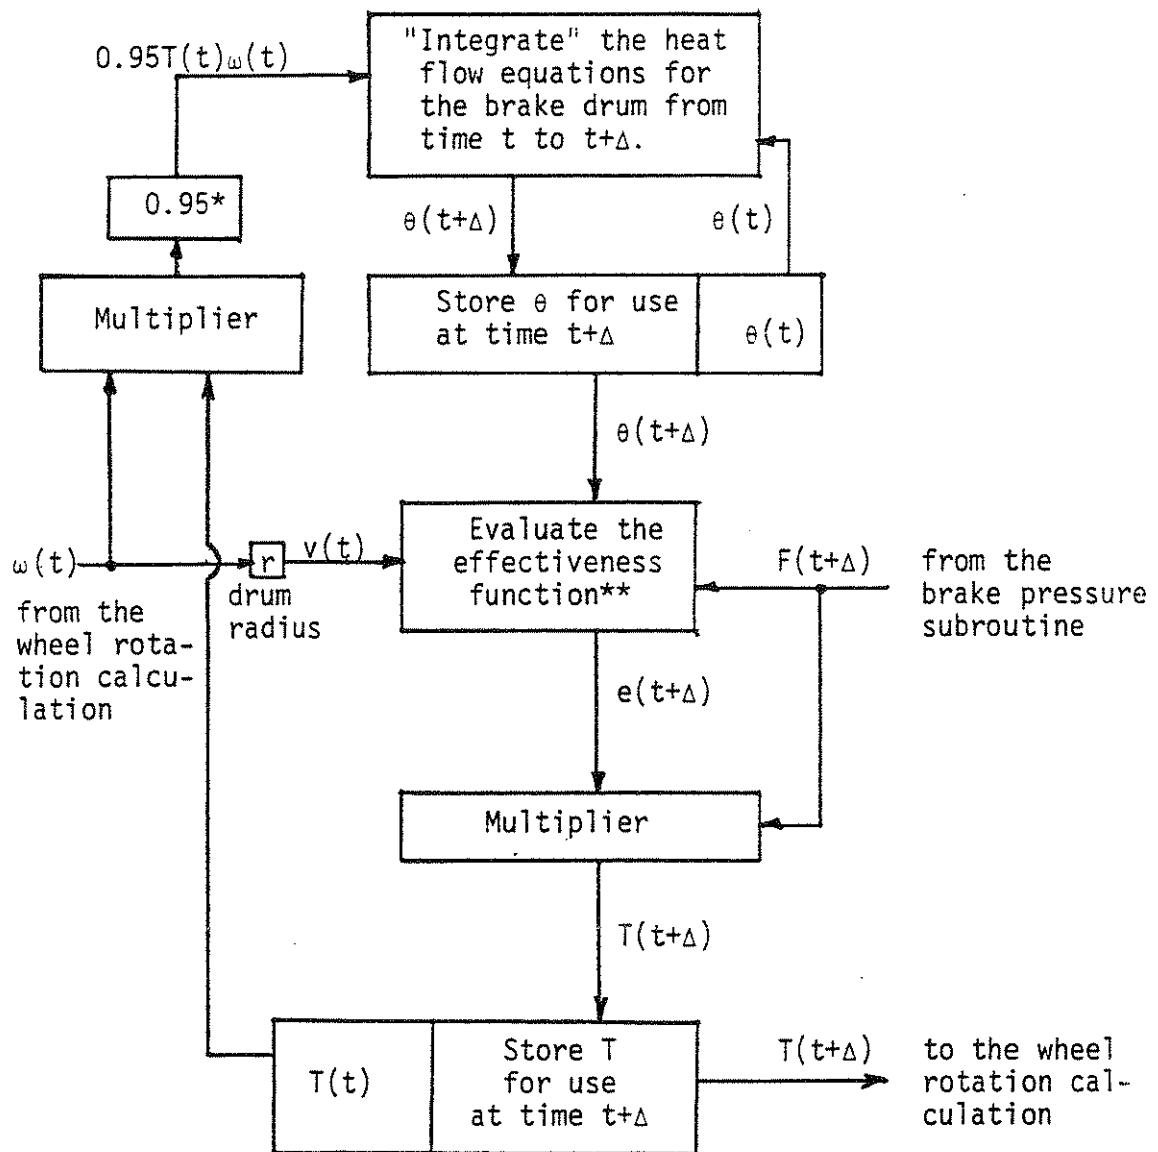 0.95T(t)ω(t)
"Integrate" the heat
flow equations for
the brake drum from
time t to t+Δ.
0.95*
θ(t+Δ)
θ(t)
Multiplier
Store θ for use
at time t+Δ
θ(t)
θ(t+Δ)
ω(t)
from the
wheel rota-
tion calcu-
lation
r
drum
radius
v(t)
Evaluate the
effectiveness
function**
F(t+Δ)
from the
brake pressure
subroutine
e(t+Δ)
Multiplier
T(t+Δ)
T(t)
Store T
for use
at time t+Δ
T(t+Δ)
to the wheel
rotation cal-
culation